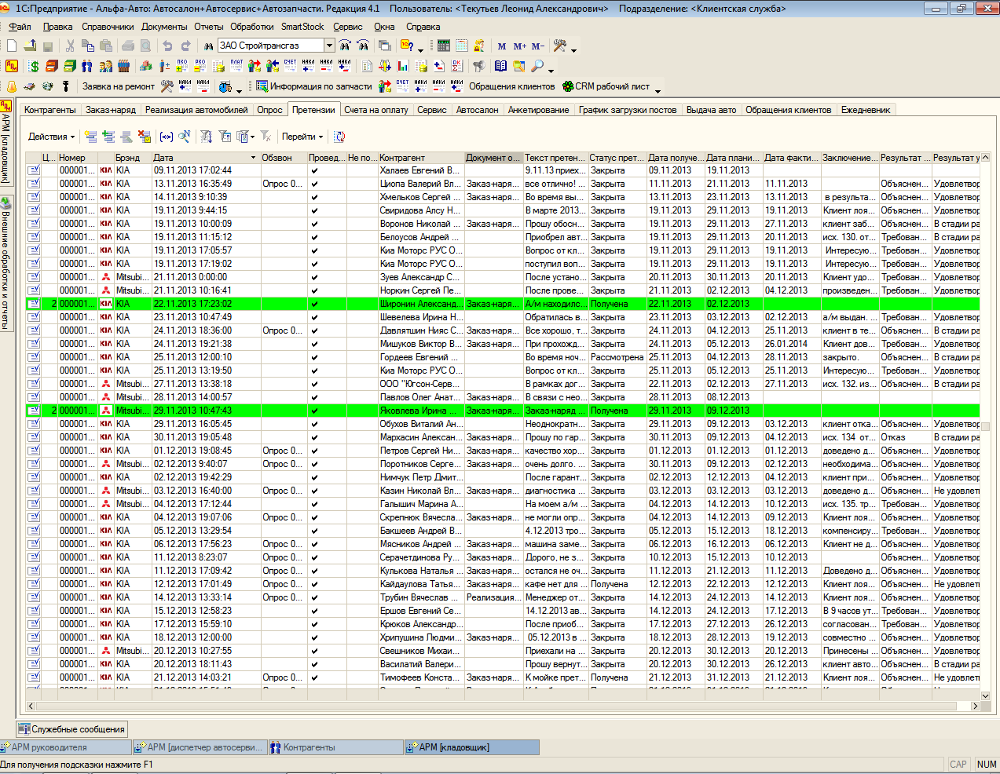 1С:Предприятие - Альфа-Авто: Автосалон+Автосервис+Автозапчасти. Редакция 4.1 Пользователь: <Текутьев Леонид Александрович> Подразделение: <Клиентская служба>
Файл Правка Справочники Документы Отчеты Обработки SmartStock Сервис Окна Справка
ЗАО Стройтрансгаз M M+ M-
Заявка на ремонт Информация по запчасти Обращения клиентов CRM рабочий лист
Контрагенты Заказ-наряд Реализация автомобилей Опрос Претензии Счета на оплату Сервис Автосалон Анкетирование График загрузки постов Выдача авто Обращения клиентов Ежедневник
Действия Перейти
АРМ [кладовщик]
Внешние обработки и отчеты
Ц... Номер Брэнд Дата Обзвон Провед... Не по... Контрагент Документ о... Текст претен... Статус прет... Дата получе... Дата плани... Дата факти... Заключение... Результат ... Результат у
000001... KIA KIA 09.11.2013 17:02:44 Халаев Евгений В... 9.11.13 приех... Закрыта 09.11.2013 19.11.2013
000001... KIA KIA 13.11.2013 16:35:49 Опрос 0... Циопа Валерий Вл... Заказ-наря... все отлично! ... Закрыта 11.11.2013 21.11.2013 11.11.2013 Объяснен... Удовлетвор
000001... KIA KIA 14.11.2013 9:10:39 Хмельков Сергей ... Заказ-наря... Во время вы... Закрыта 13.11.2013 23.11.2013 13.11.2013 в результа... Объяснен... Удовлетвор
000001... KIA KIA 19.11.2013 9:44:15 Свиридова Алсу Н... В марте 2013... Закрыта 19.11.2013 29.11.2013 19.11.2013 Клиент лоя... Объяснен... Удовлетвор
000001... KIA KIA 19.11.2013 10:00:09 Воронов Николай ... Заказ-наря... Прошу обосн... Закрыта 19.11.2013 29.11.2013 27.11.2013 клиент заб... Объяснен... В стадии ра
000001... KIA KIA 19.11.2013 11:15:12 Белоусов Андрей ... Приобрел авт... Закрыта 19.11.2013 29.11.2013 20.11.2013 исх. 130. от... Требован... В стадии ра
000001... KIA KIA 19.11.2013 17:05:57 Киа Моторс РУС О... Вопрос от кл... Закрыта 19.11.2013 29.11.2013 19.11.2013 Интересую... Требован... Удовлетвор
000001... KIA KIA 19.11.2013 17:19:02 Киа Моторс РУС О... поступил воп... Закрыта 19.11.2013 29.11.2013 19.11.2013 Интересую... Требован... Удовлетвор
000001... Mitsubi... 21.11.2013 0:00:00 Зуев Александр С... После устано... Закрыта 20.11.2013 30.11.2013 20.11.2013 Клиент удо... Требован... Удовлетвор
000001... Mitsubi... 21.11.2013 10:16:41 Норкин Сергей Пе... После прове... Закрыта 21.11.2013 02.12.2013 04.12.2013 произведен... Требован... Удовлетвор
2 000001... KIA KIA 22.11.2013 17:23:02 Широнин Александ... Заказ-наря... А/м находилс... Получена 22.11.2013 02.12.2013
000001... KIA KIA 23.11.2013 10:47:49 Шевелева Ирина Н... Обратилась в... Закрыта 23.11.2013 03.12.2013 02.12.2013 а/м выдан. ... Требован... Удовлетвор
000001... KIA KIA 24.11.2013 18:36:00 Опрос 0... Давлятшин Нияс С... Заказ-наря... Все хорошо, т... Закрыта 24.11.2013 04.12.2013 25.11.2013 клиент в те... Объяснен... В стадии ра
000001... KIA KIA 24.11.2013 19:21:38 Мишуков Виктор В... Заказ-наря... При прохожд... Закрыта 24.11.2013 05.12.2013 26.01.2014 Клиент дов... Требован... Удовлетвор
000001... KIA KIA 25.11.2013 12:00:10 Гордеев Евгений ... Во время ноч... Рассмотрена 25.11.2013 04.12.2013 28.11.2013 закрыто. Объяснен... В стадии ра
000001... KIA KIA 25.11.2013 13:19:50 Киа Моторс РУС О... Вопрос от кл... Закрыта 25.11.2013 05.12.2013 25.11.2013 Интересую... Требован... Удовлетвор
000001... Mitsubi... 27.11.2013 13:38:18 ООО "Югсон-Серв... В рамках дог... Закрыта 22.11.2013 02.12.2013 27.11.2013 исх. 132. из... Объяснен... В стадии ра
000001... Mitsubi... 28.11.2013 14:00:57 Павлов Олег Анат... Заказ-наря... В связи с нео... Закрыта 28.11.2013 08.12.2013
2 000001... Mitsubi... 29.11.2013 10:47:43 Яковлева Ирина ... Заказ-наря... Заказ-наряд ... Получена 29.11.2013 09.12.2013
000001... KIA KIA 29.11.2013 16:05:45 Обухов Виталий Ан... Неоднократн... Закрыта 29.11.2013 09.12.2013 03.12.2013 клиент отка... Объяснен... Удовлетвор
000001... KIA KIA 30.11.2013 19:05:48 Мархасин Алексан... Заказ-наря... Прошу по гар... Закрыта 30.11.2013 09.12.2013 04.12.2013 исх. 134 от... Отказ В стадии ра
000001... KIA KIA 01.12.2013 19:08:45 Опрос 0... Петров Сергей Ни... Заказ-наря... качество хор... Закрыта 01.12.2013 01.12.2013 01.12.2013 доведено д... Объяснен... Удовлетвор
000001... Mitsubi... 02.12.2013 9:40:07 Опрос 0... Поротников Серге... Заказ-наря... очень долго. ... Закрыта 30.11.2013 09.12.2013 02.12.2013 необходима... Объяснен... Удовлетвор
000001... KIA KIA 02.12.2013 19:42:29 Нимчук Петр Дмит... После гарант... Закрыта 02.12.2013 12.12.2013 04.12.2013 клиент при... Требован... Удовлетвор
000001... Mitsubi... 03.12.2013 16:40:00 Опрос 0... Казин Николай Вл... Заказ-наря... диагностика ... Закрыта 03.12.2013 03.12.2013 03.12.2013 доведено д... Объяснен... Не удовлет
000001... Mitsubi... 04.12.2013 17:12:44 Галышич Марина А... На моем а/м ... Закрыта 04.12.2013 14.12.2013 10.12.2013 исх. 135. тр... Требован... Удовлетвор
000001... KIA KIA 04.12.2013 19:07:06 Опрос 0... Скрепнюк Вячесла... Заказ-наря... не могли опр... Закрыта 04.12.2013 14.12.2013 09.12.2013 Клиент лоя... Объяснен... Удовлетвор
000001... KIA KIA 05.12.2013 13:29:54 Бакшеев Андрей В... 4.12.2013 тро... Закрыта 05.12.2013 15.12.2013 18.12.2013 компенсиру... Требован... Удовлетвор
000001... KIA KIA 06.12.2013 17:56:23 Опрос 0... Мясников Андрей ... Заказ-наря... машина заме... Закрыта 06.12.2013 16.12.2013 06.12.2013 Клиент не д... Объяснен... Удовлетвор
000001... KIA KIA 11.12.2013 8:23:07 Опрос 0... Серачетдинова Ру... Заказ-наря... Дорого, не з... Закрыта 10.12.2013 15.12.2013 10.12.2013 Объяснен... Удовлетвор
000001... KIA KIA 11.12.2013 17:09:42 Опрос 0... Кулькова Наталья ... Заказ-наря... остался не оч... Закрыта 11.12.2013 21.12.2013 11.12.2013 Доведено д... Объяснен... Удовлетвор
000001... KIA KIA 12.12.2013 17:01:49 Опрос 0... Кайдаулова Татья... Заказ-наря... кафе нет для ... Получена 12.12.2013 22.12.2013 12.12.2013 Клиент лоя... Объяснен... Не удовлет
000001... KIA KIA 14.12.2013 13:33:14 Опрос 0... Трубин Вячеслав ... Реализация... Менеджер от... Закрыта 14.12.2013 24.12.2013 14.12.2013 Клиент лоя... Объяснен... Удовлетвор
000001... KIA KIA 15.12.2013 12:58:23 Ершов Евгений Се... 14.12.2013 ав... Закрыта 14.12.2013 24.12.2013 17.12.2013 В 9 часов ут... Требован... Удовлетвор
000001... KIA KIA 17.12.2013 15:59:10 Крюков Александр... После приоб... Закрыта 17.12.2013 27.12.2013 26.12.2013 согласован... Требован... Удовлетвор
000001... KIA KIA 18.12.2013 12:00:00 Хрипушина Людми... Заказ-наря... 05.12.2013 в ... Закрыта 18.12.2013 28.12.2013 19.12.2013 совместно ... Объяснен... Удовлетвор
000001... Mitsubi... 20.12.2013 10:27:55 Свешников Михаи... Приехали на ... Закрыта 20.12.2013 30.12.2013 20.12.2013 Принесены ... Объяснен... Удовлетвор
000001... KIA KIA 20.12.2013 18:11:43 Василатий Валери... Прошу вернут... Закрыта 20.12.2013 30.12.2013 26.12.2013 клиент авто... Объяснен... В стадии ра
000001... KIA KIA 21.12.2013 14:03:21 Опрос 0... Тимофеев Конста... Заказ-наря... К мойке прет... Получена 21.12.2013 31.12.2013 21.12.2013 Клиент лоя... Объяснен... Не удовлет
Служебные сообщения
АРМ руководителя АРМ [диспетчер автосерви... Контрагенты АРМ [кладовщик]
Для получения подсказки нажмите F1 CAP NUM